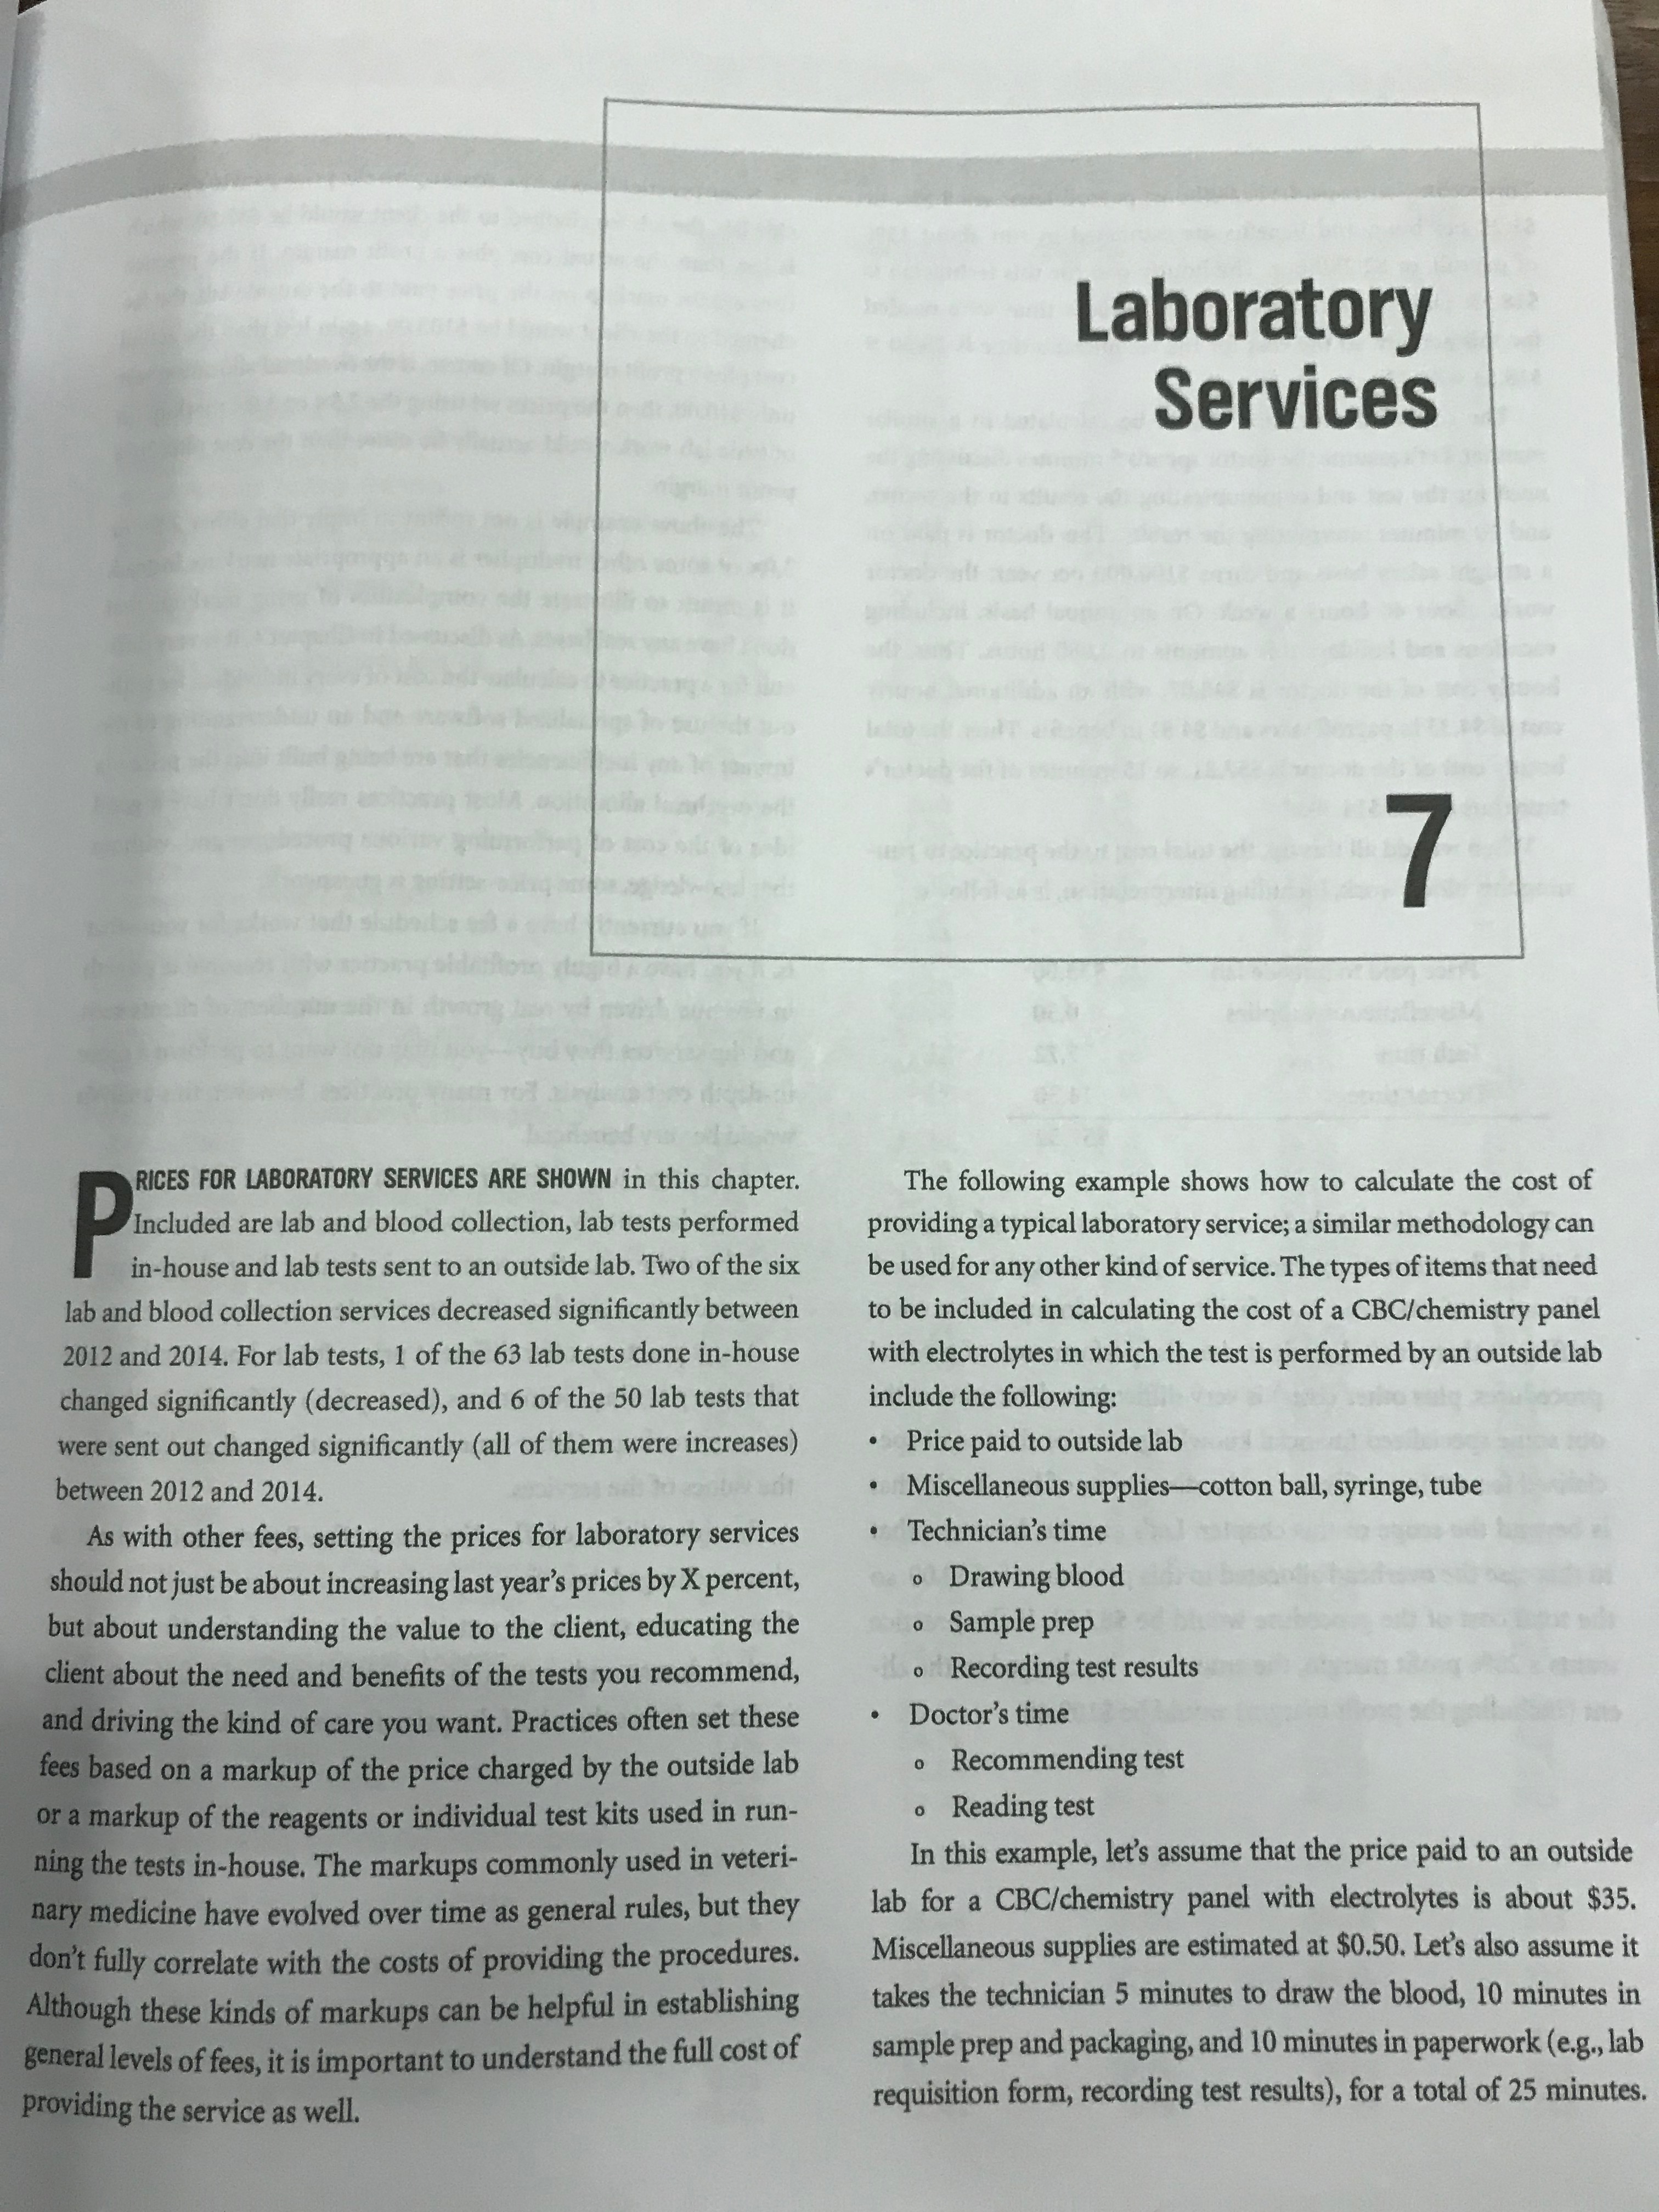 Laboratory
Services
7
PRICES FOR LABORATORY SERVICES ARE SHOWN in this chapter.
Included are lab and blood collection, lab tests performed
in-house and lab tests sent to an outside lab. Two of the six
lab and blood collection services decreased significantly between
2012 and 2014. For lab tests, 1 of the 63 lab tests done in-house
changed significantly (decreased), and 6 of the 50 lab tests that
were sent out changed significantly (all of them were increases)
between 2012 and 2014.
As with other fees, setting the prices for laboratory services
should not just be about increasing last year's prices by X percent,
but about understanding the value to the client, educating the
client about the need and benefits of the tests you recommend,
and driving the kind of care you want. Practices often set these
fees based on a markup of the price charged by the outside lab
or a markup of the reagents or individual test kits used in run-
ning the tests in-house. The markups commonly used in veteri-
nary medicine have evolved over time as general rules, but they
don't fully correlate with the costs of providing the procedures.
Although these kinds of markups can be helpful in establishing
general levels of fees, it is important to understand the full cost of
providing the service as well.
The following example shows how to calculate the cost of
providing a typical laboratory service; a similar methodology can
be used for any other kind of service. The types of items that need
to be included in calculating the cost of a CBC/chemistry panel
with electrolytes in which the test is performed by an outside lab
include the following:
• Price paid to outside lab
• Miscellaneous supplies—cotton ball, syringe, tube
• Technician's time
o Drawing blood
o Sample prep
o Recording test results
• Doctor's time
o Recommending test
o Reading test
In this example, let's assume that the price paid to an outside
lab for a CBC/chemistry panel with electrolytes is about $35.
Miscellaneous supplies are estimated at $0.50. Let's also assume it
takes the technician 5 minutes to draw the blood, 10 minutes in
sample prep and packaging, and 10 minutes in paperwork (e.g., lab
requisition form, recording test results), for a total of 25 minutes.